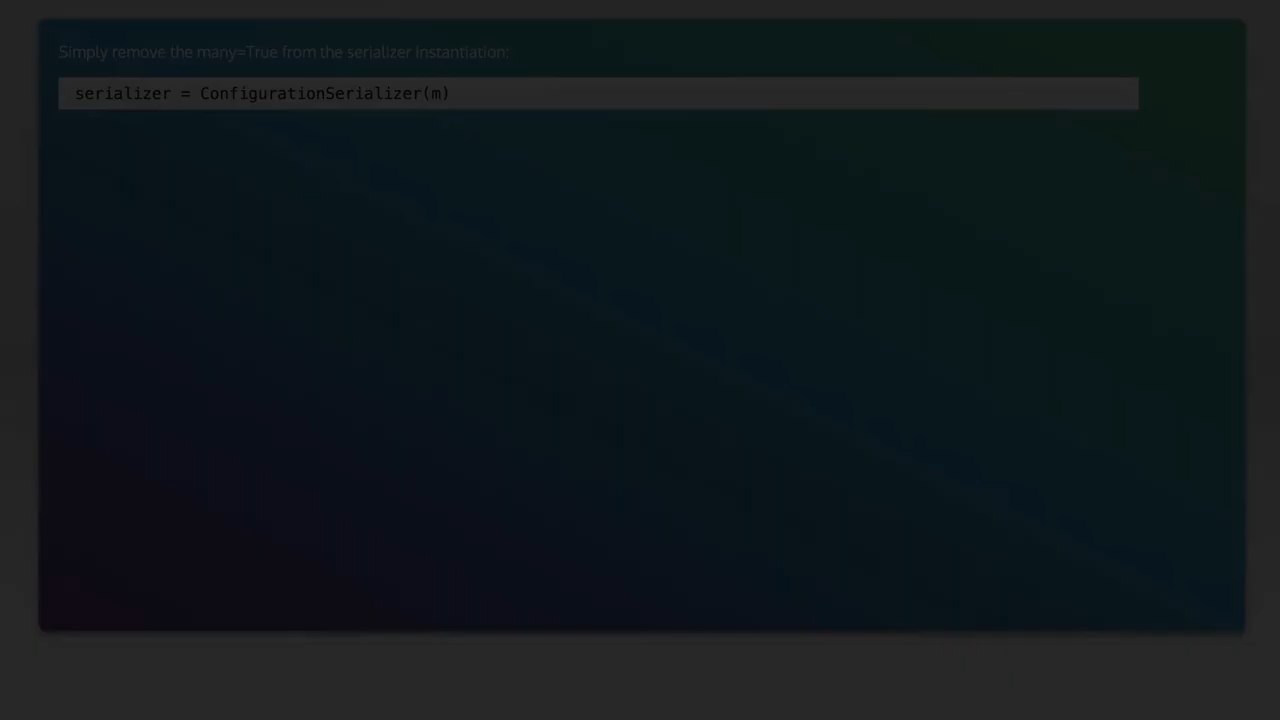 Simply remove the many=True from the serializer instantiation:
serializer = ConfigurationSerializer(m)